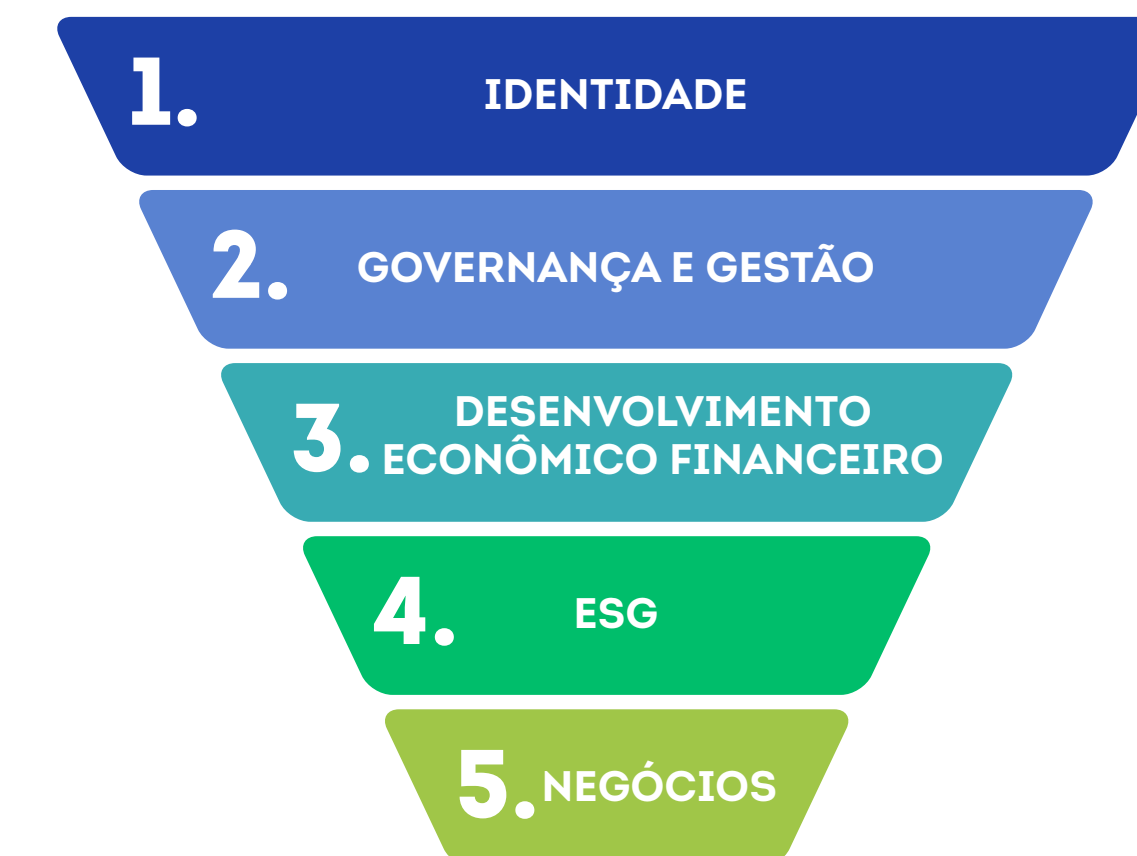 1. IDENTIDADE
2. GOVERNANÇA E GESTÃO
3. DESENVOLVIMENTO
ECONÔMICO FINANCEIRO
4. ESG
5. NEGÓCIOS